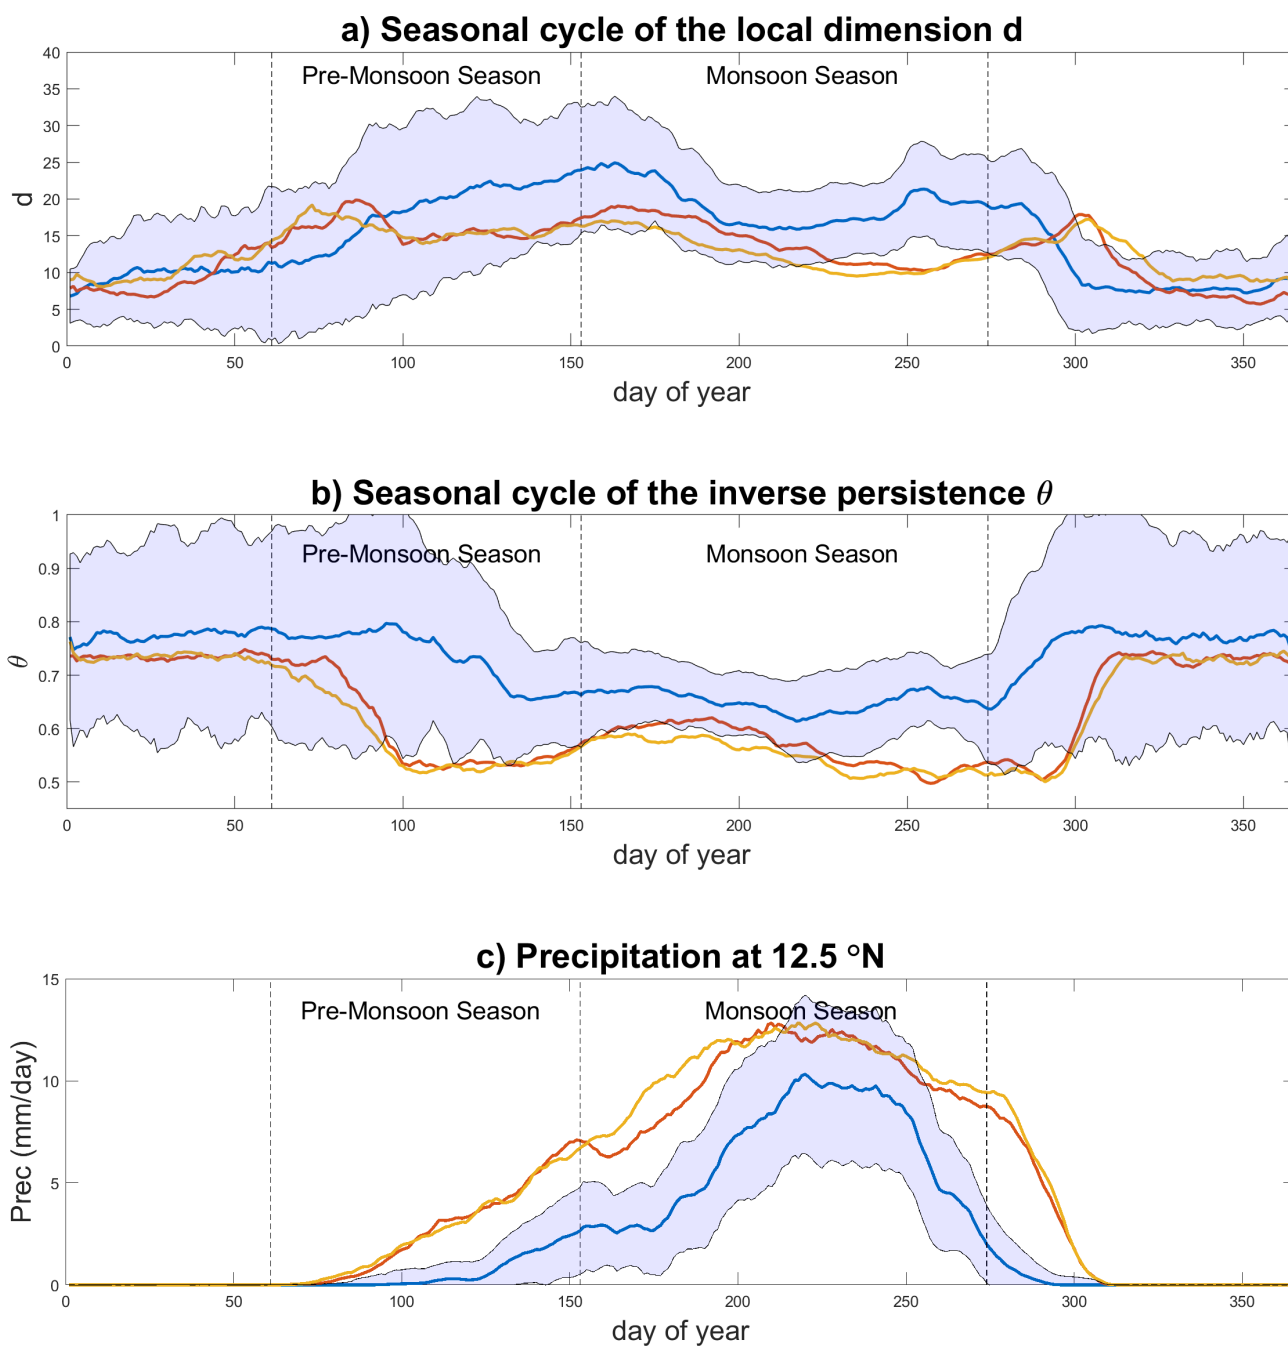 a) Seasonal cycle of the local dimension d
Pre-Monsoon Season Monsoon Season
40
35
30
25
20
15
10
5
0
d
0 50 100 150 200 250 300 350
day of year
b) Seasonal cycle of the inverse persistence θ
Pre-Monsoon Season Monsoon Season
1
0.9
0.8
0.7
0.6
0.5
θ
0 50 100 150 200 250 300 350
day of year
c) Precipitation at 12.5 °N
Pre-Monsoon Season Monsoon Season
15
10
5
0
Prec (mm/day)
0 50 100 150 200 250 300 350
day of year